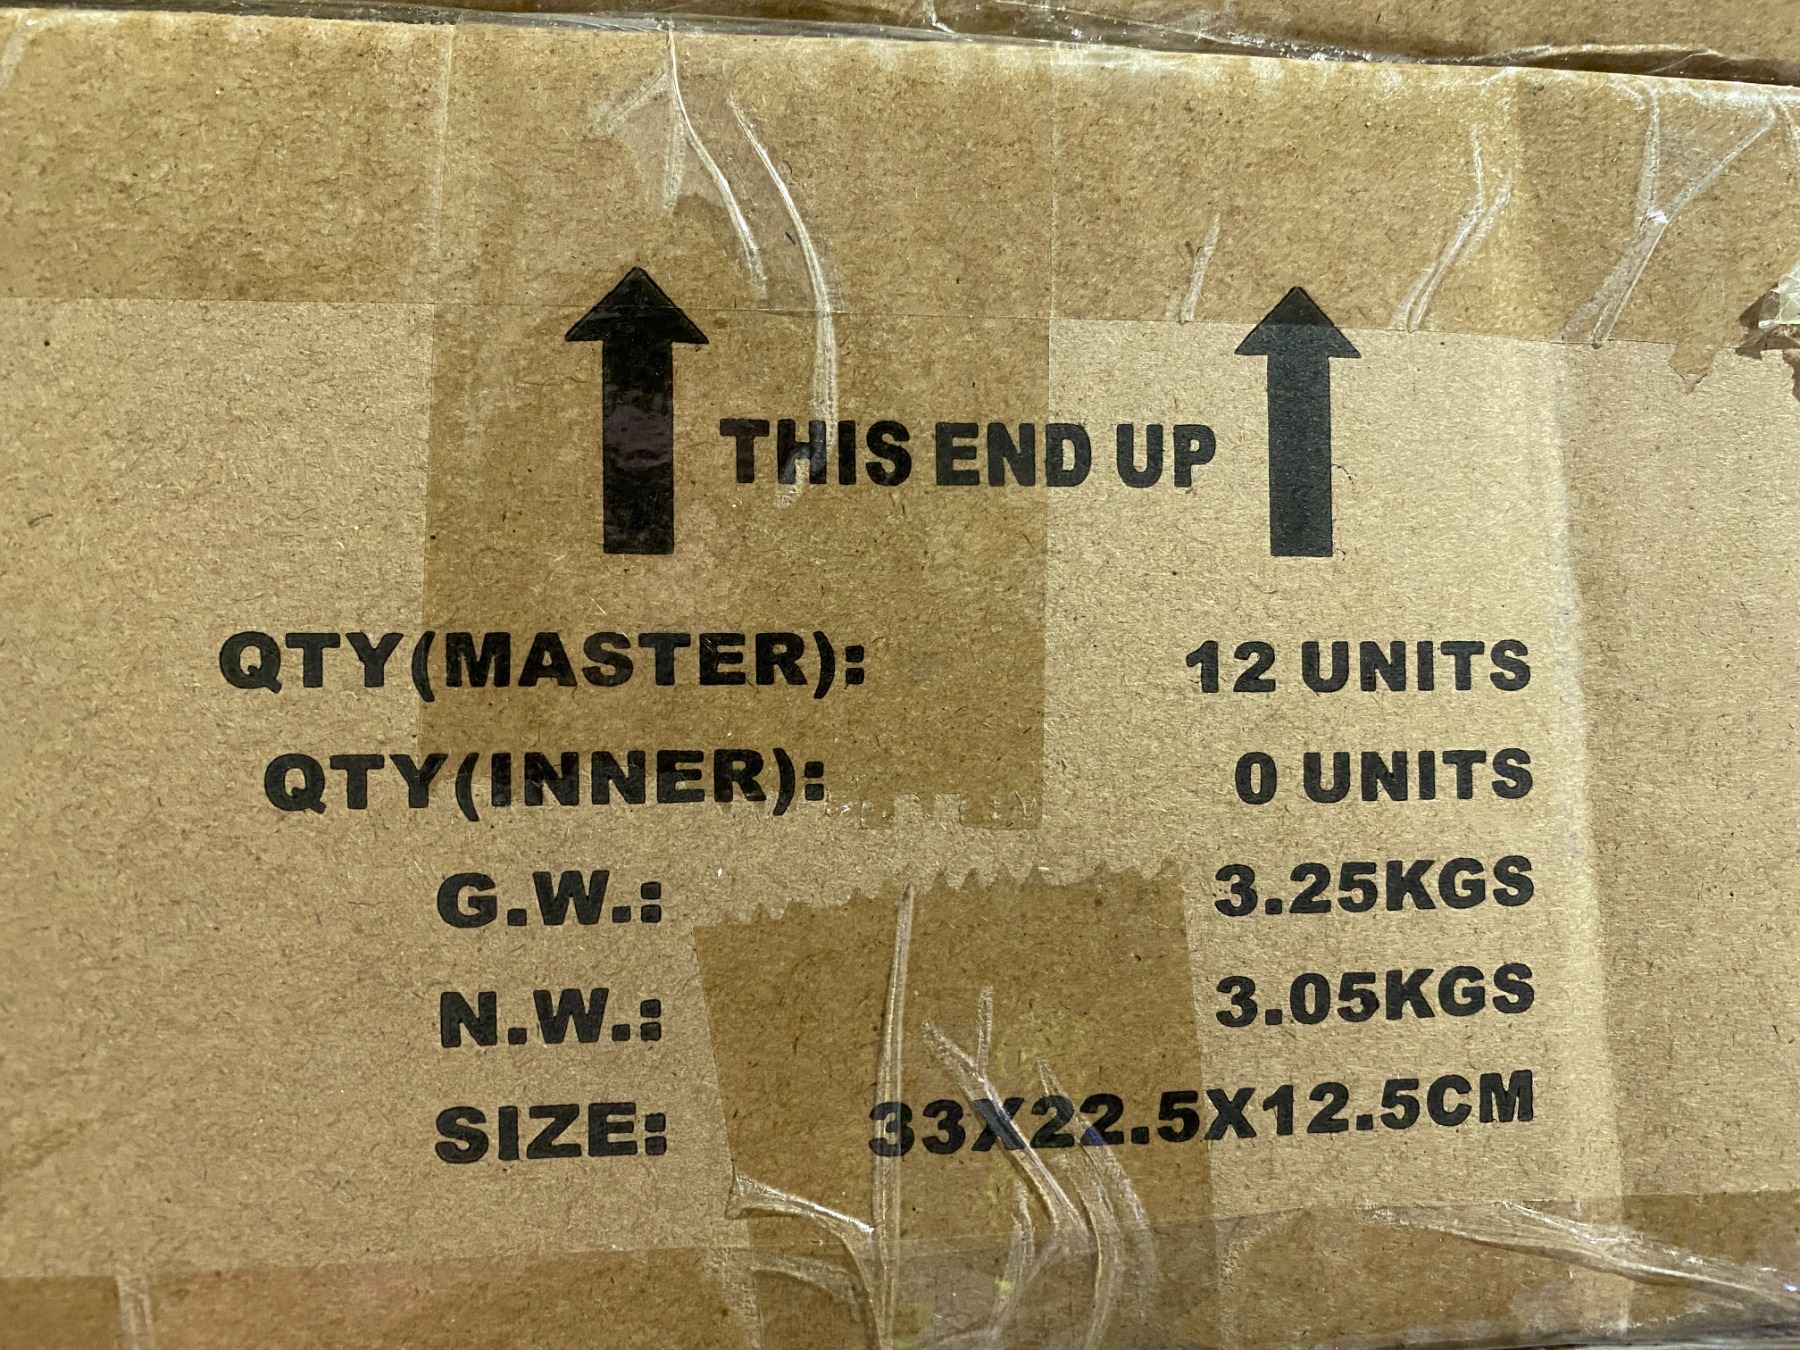 THIS END UP
QTY(MASTER): 12 UNITS
QTY(INNER): 0 UNITS
G.W.: 3.25KGS
N.W.: 3.05KGS
SIZE: 33X22.5X12.5CM